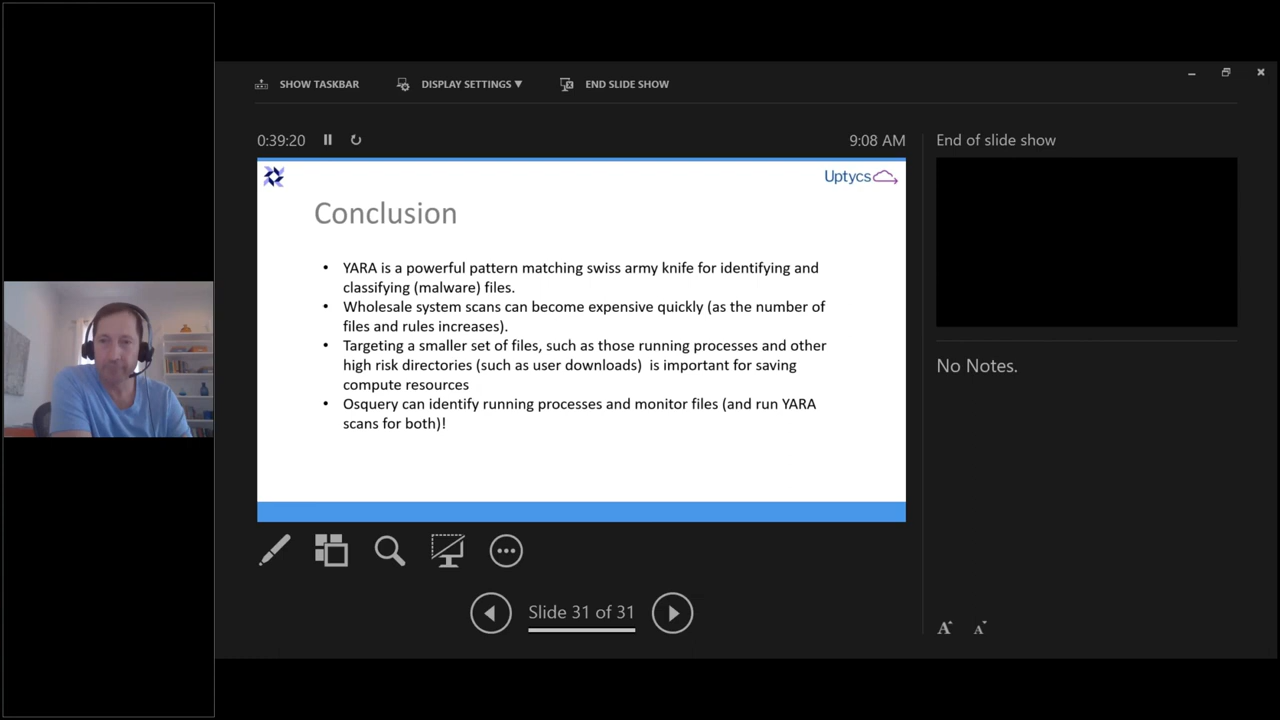 SHOW TASKBAR
DISPLAY SETTINGS ▼
END SLIDE SHOW
0:39:20
9:08 AM
End of slide show
Uptycs
Conclusion
• YARA is a powerful pattern matching swiss army knife for identifying and
classifying (malware) files.
• Wholesale system scans can become expensive quickly (as the number of
files and rules increases).
• Targeting a smaller set of files, such as those running processes and other
high risk directories (such as user downloads)  is important for saving
compute resources
• Osquery can identify running processes and monitor files (and run YARA
scans for both)!
No Notes.
Slide 31 of 31
A A